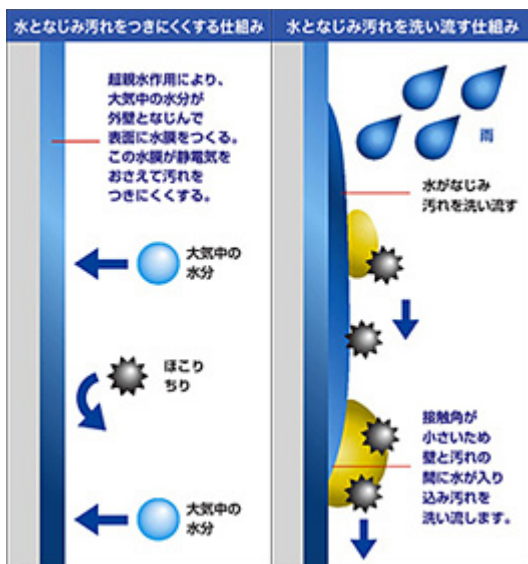 水となじみ汚れをつきにくくする仕組み
超親水作用により、
大気中の水分が
外壁となじんで
表面に水膜をつくる。
この水膜が静電気を
おさえて汚れを
つきにくくする。
大気中の
水分
ほこり
ちり
大気中の
水分
水となじみ汚れを洗い流す仕組み
雨
水がなじみ
汚れを洗い流す
接触角が
小さいため
壁と汚れの
間に水が入り
込み汚れを
洗い流します。